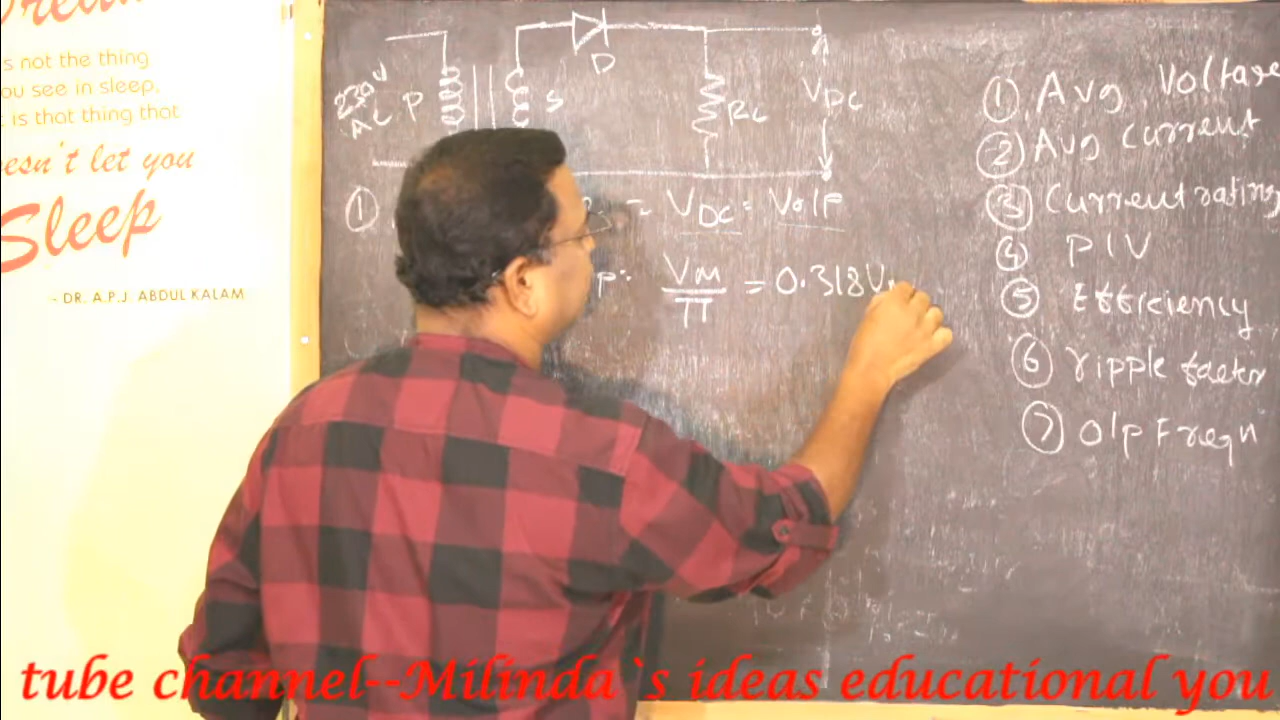 s not the thing
ou see in sleep,
t is that thing that
esn't let you
Sleep
- DR. A.P.J. ABDUL KALAM
230V
AC P S D RL VDC
① = VDC = Vo/P
P = VM/π = 0.318V
① Avg. Voltage
② Avg Current
③ Current rating
④ PIV
⑤ Efficiency
⑥ ripple factor
⑦ O/p Freqn
tube channel--Milinda`s ideas educational you